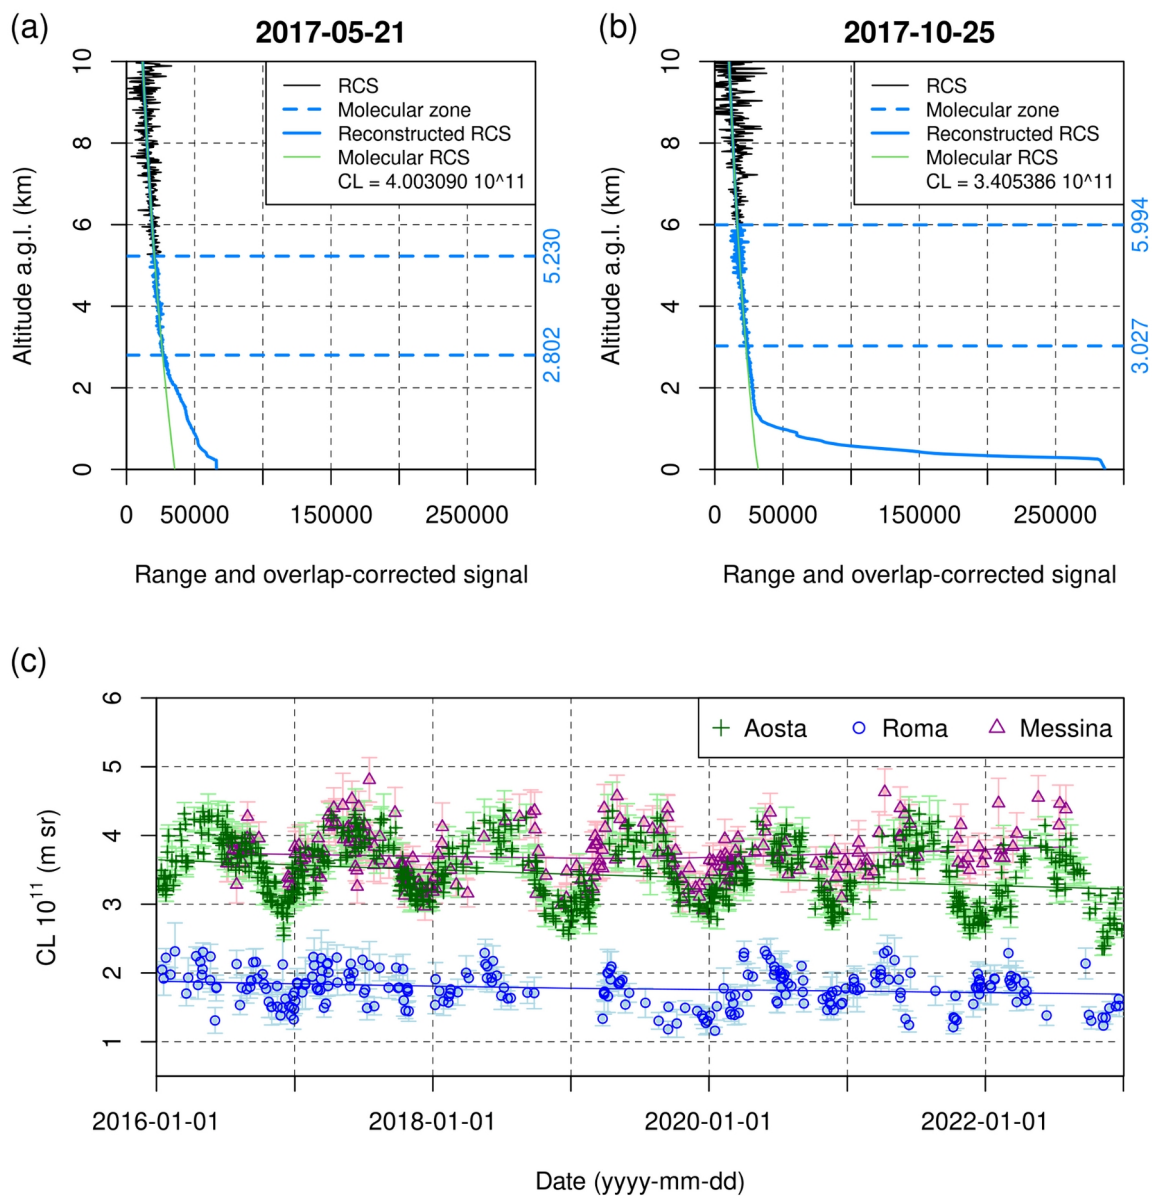 (a)
2017-05-21
10
8
6
4
2
0
Altitude a.g.l. (km)
RCS
Molecular zone
Reconstructed RCS
Molecular RCS
CL = 4.003090 10^11
5.230
2.802
0 50000 150000 250000
Range and overlap-corrected signal
(b)
2017-10-25
10
8
6
4
2
0
Altitude a.g.l. (km)
RCS
Molecular zone
Reconstructed RCS
Molecular RCS
CL = 3.405386 10^11
5.994
3.027
0 50000 150000 250000
Range and overlap-corrected signal
(c)
6
5
4
3
2
1
CL 10¹¹ (m sr)
Aosta Roma Messina
2016-01-01 2018-01-01 2020-01-01 2022-01-01
Date (yyyy-mm-dd)